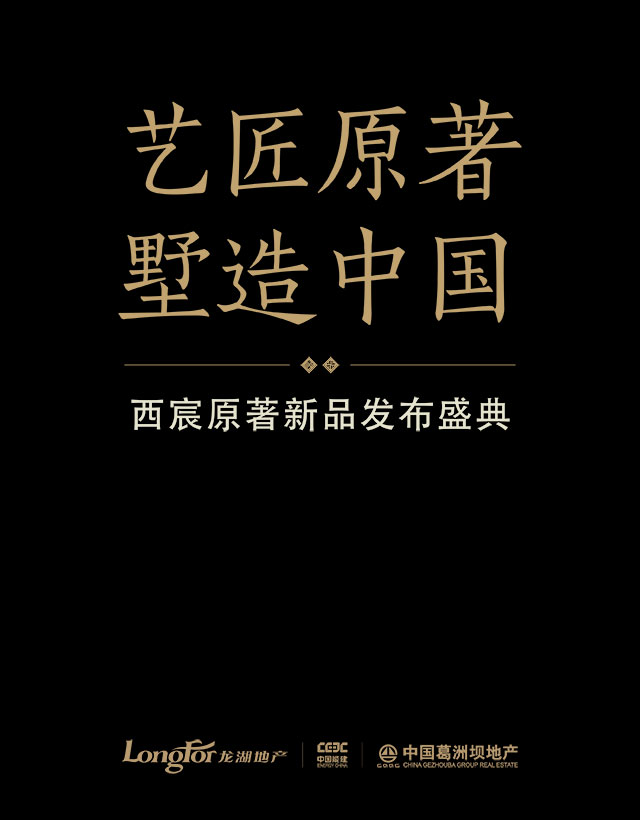 艺匠原著
墅造中国
西宸原著新品发布盛典
LONGFOR 龙湖地产
CEEC
中国能建
ENERGY CHINA
CGGC
中国葛洲坝地产
CHINA GEZHOUBA GROUP REAL ESTATE